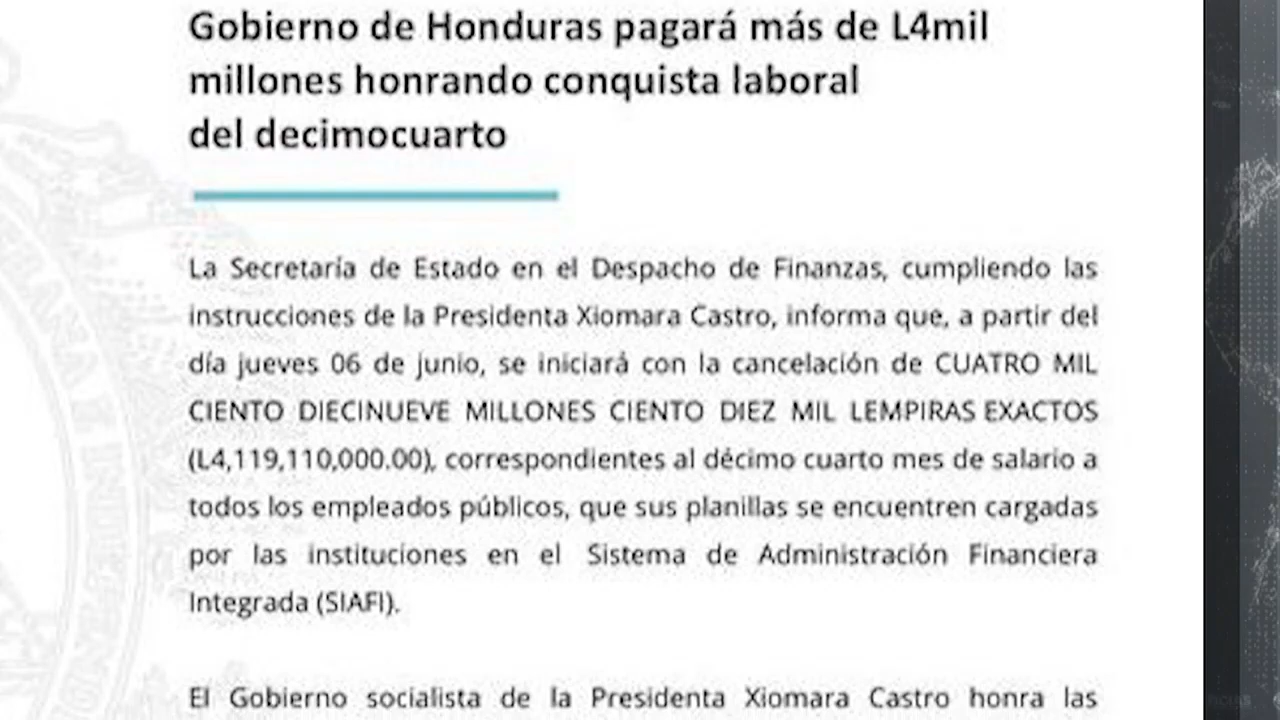 Gobierno de Honduras pagará más de L4mil
millones honrando conquista laboral
del decimocuarto
La Secretaría de Estado en el Despacho de Finanzas, cumpliendo las
instrucciones de la Presidenta Xiomara Castro, informa que, a partir del
día jueves 06 de junio, se iniciará con la cancelación de CUATRO MIL
CIENTO DIECINUEVE MILLONES CIENTO DIEZ MIL LEMPIRAS EXACTOS
(L4,119,110,000.00), correspondientes al décimo cuarto mes de salario a
todos los empleados públicos, que sus planillas se encuentren cargadas
por las instituciones en el Sistema de Administración Financiera
Integrada (SIAFI).
El Gobierno socialista de la Presidenta Xiomara Castro honra las